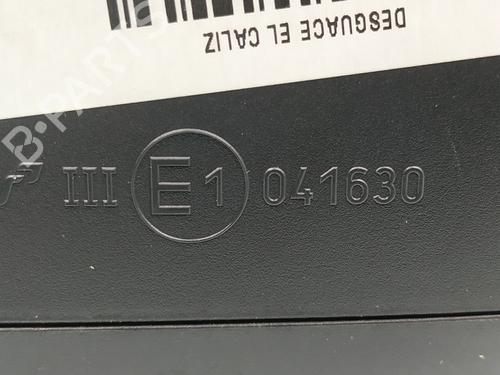 DESGUACE EL CALIZ
III E1 041630
B-PARTS